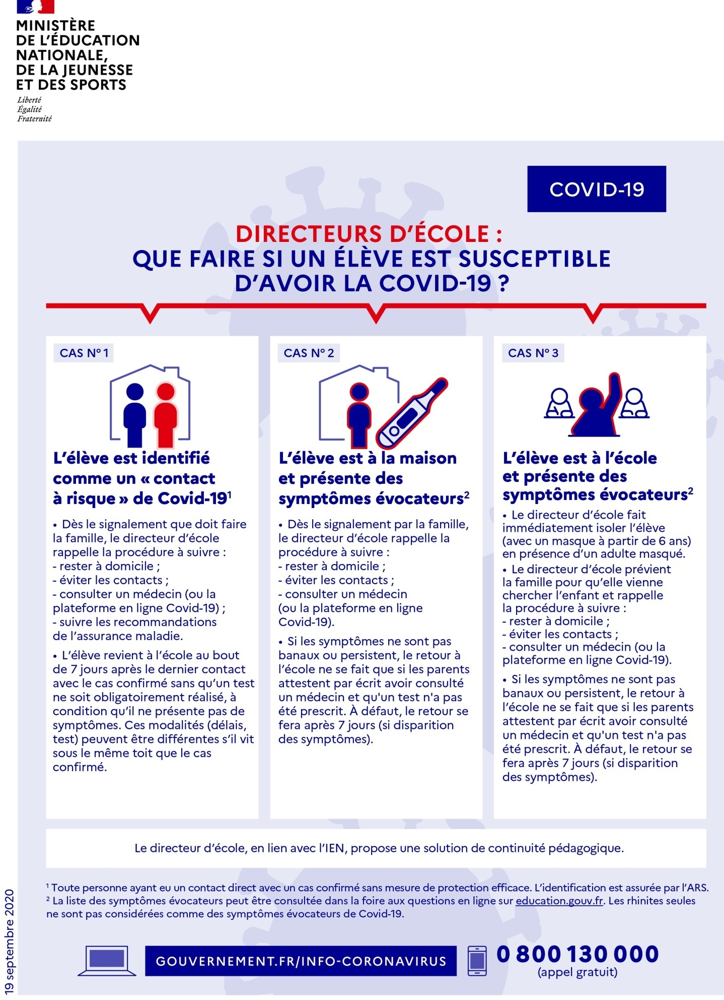 MINISTÈRE
DE L'ÉDUCATION
NATIONALE,
DE LA JEUNESSE
ET DES SPORTS
Liberté
Égalité
Fraternité
COVID-19
DIRECTEURS D'ÉCOLE :
QUE FAIRE SI UN ÉLÈVE EST SUSCEPTIBLE
D'AVOIR LA COVID-19 ?
CAS N° 1
L'élève est identifié
comme un « contact
à risque » de Covid-19¹
• Dès le signalement que doit faire
la famille, le directeur d'école
rappelle la procédure à suivre :
- rester à domicile ;
- éviter les contacts ;
- consulter un médecin (ou la
plateforme en ligne Covid-19) ;
- suivre les recommandations
de l'assurance maladie.
• L'élève revient à l'école au bout
de 7 jours après le dernier contact
avec le cas confirmé sans qu'un test
ne soit obligatoirement réalisé, à
condition qu'il ne présente pas de
symptômes. Ces modalités (délais,
test) peuvent être différentes s'il vit
sous le même toit que le cas
confirmé.
CAS N° 2
L'élève est à la maison
et présente des
symptômes évocateurs²
• Dès le signalement par la famille,
le directeur d'école rappelle la
procédure à suivre :
- rester à domicile ;
- éviter les contacts ;
- consulter un médecin
(ou la plateforme en ligne
Covid-19).
• Si les symptômes ne sont pas
banaux ou persistent, le retour à
l'école ne se fait que si les parents
attestent par écrit avoir consulté
un médecin et qu'un test n'a pas
été prescrit. À défaut, le retour se
fera après 7 jours (si disparition
des symptômes).
CAS N° 3
L'élève est à l'école
et présente des
symptômes évocateurs²
• Le directeur d'école fait
immédiatement isoler l'élève
(avec un masque à partir de 6 ans)
en présence d'un adulte masqué.
• Le directeur d'école prévient
la famille pour qu'elle vienne
chercher l'enfant et rappelle
la procédure à suivre :
- rester à domicile ;
- éviter les contacts ;
- consulter un médecin (ou la
plateforme en ligne Covid-19).
• Si les symptômes ne sont pas
banaux ou persistent, le retour à
l'école ne se fait que si les parents
attestent par écrit avoir consulté
un médecin et qu'un test n'a pas
été prescrit. À défaut, le retour se
fera après 7 jours (si disparition
des symptômes).
Le directeur d'école, en lien avec l'IEN, propose une solution de continuité pédagogique.
¹ Toute personne ayant eu un contact direct avec un cas confirmé sans mesure de protection efficace. L'identification est assurée par l'ARS.
² La liste des symptômes évocateurs peut être consultée dans la foire aux questions en ligne sur education.gouv.fr. Les rhinites seules
ne sont pas considérées comme des symptômes évocateurs de Covid-19.
GOUVERNEMENT.FR/INFO-CORONAVIRUS
0 800 130 000
(appel gratuit)
19 septembre 2020